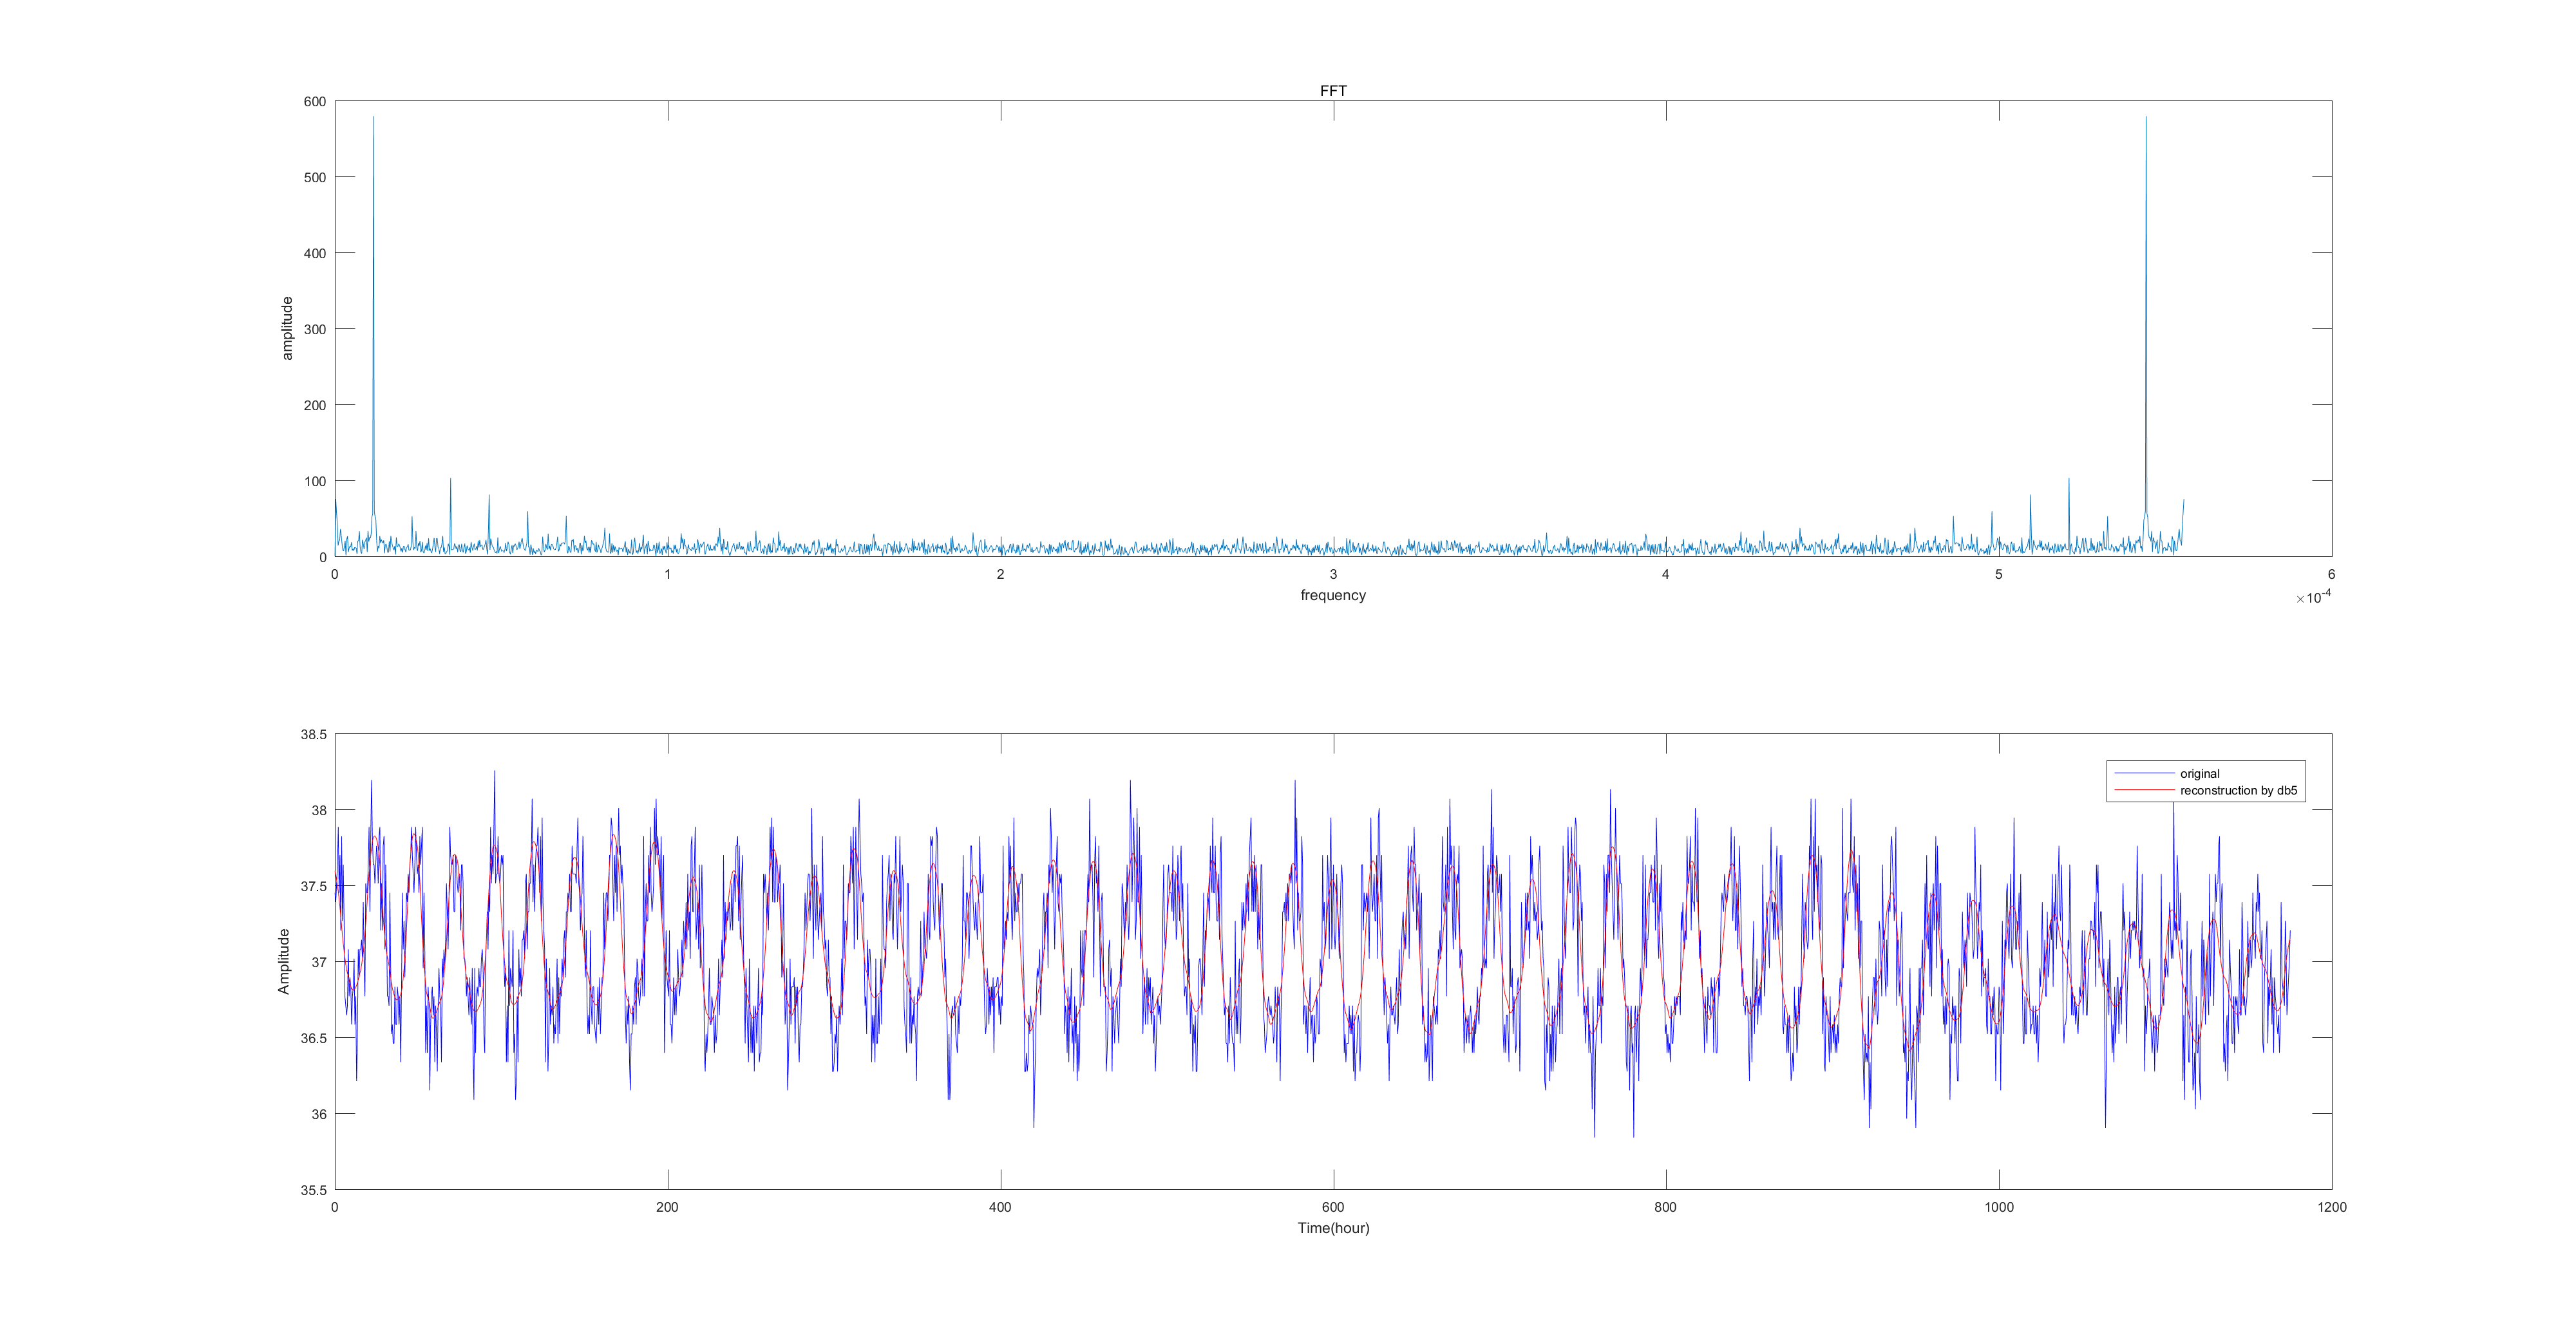 FFT
600
500
400
300
200
100
0
amplitude
0 1 2 3 4 5 6
frequency
×10-4
38.5
38
37.5
37
36.5
36
35.5
Amplitude
original
reconstruction by db5
0 200 400 600 800 1000 1200
Time(hour)